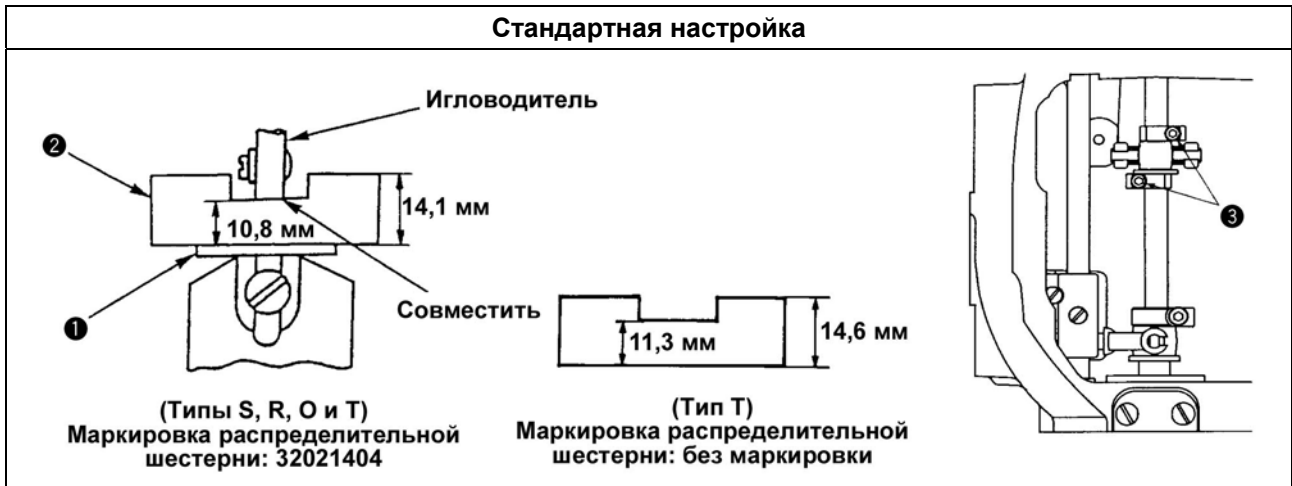 Стандартная настройка
Игловодитель
❷
14,1 мм
10,8 мм
❶
Совместить
(Типы S, R, O и T)
Маркировка распределительной
шестерни: 32021404
11,3 мм
14,6 мм
(Тип T)
Маркировка распределительной
шестерни: без маркировки
❸